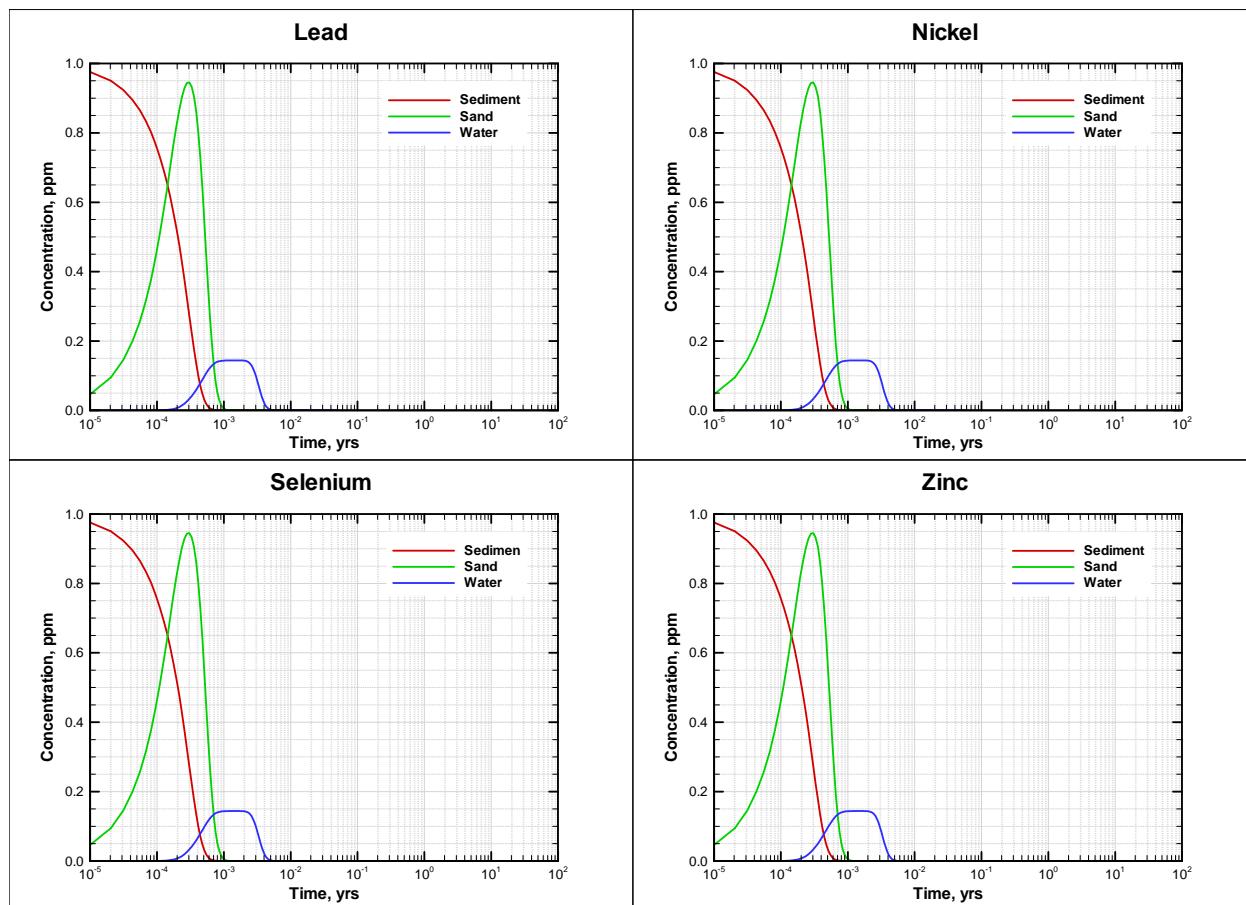 Lead
1.0
0.8
0.6
0.4
0.2
0.0
Concentration, ppm
Sediment
Sand
Water
10⁻⁵ 10⁻⁴ 10⁻³ 10⁻² 10⁻¹ 10⁰ 10¹ 10²
Time, yrs
Nickel
1.0
0.8
0.6
0.4
0.2
0.0
Concentration, ppm
Sediment
Sand
Water
10⁻⁵ 10⁻⁴ 10⁻³ 10⁻² 10⁻¹ 10⁰ 10¹ 10²
Time, yrs
Selenium
1.0
0.8
0.6
0.4
0.2
0.0
Concentration, ppm
Sedimen
Sand
Water
10⁻⁵ 10⁻⁴ 10⁻³ 10⁻² 10⁻¹ 10⁰ 10¹ 10²
Time, yrs
Zinc
1.0
0.8
0.6
0.4
0.2
0.0
Concentration, ppm
Sediment
Sand
Water
10⁻⁵ 10⁻⁴ 10⁻³ 10⁻² 10⁻¹ 10⁰ 10¹ 10²
Time, yrs